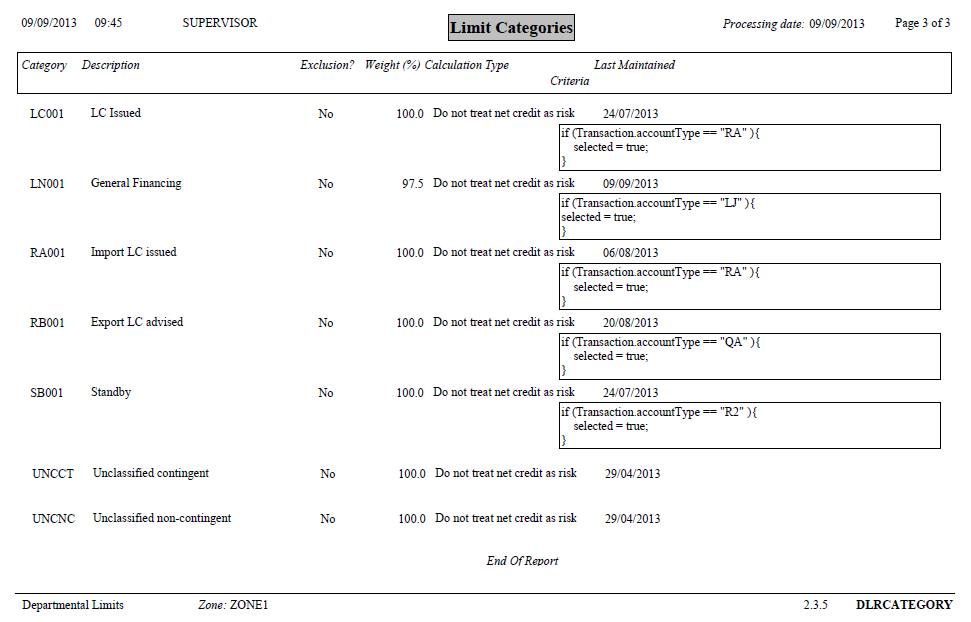 09/09/2013 09:45 SUPERVISOR Limit Categories Processing date: 09/09/2013 Page 3 of 3
Category Description Exclusion? Weight (%) Calculation Type Last Maintained
Criteria
LC001 LC Issued No 100.0 Do not treat net credit as risk 24/07/2013
if (Transaction.accountType == "RA" ){
selected = true;
}
LN001 General Financing No 97.5 Do not treat net credit as risk 09/09/2013
if (Transaction.accountType == "LJ" ){
selected = true;
}
RA001 Import LC issued No 100.0 Do not treat net credit as risk 06/08/2013
if (Transaction.accountType == "RA" ){
selected = true;
}
RB001 Export LC advised No 100.0 Do not treat net credit as risk 20/08/2013
if (Transaction.accountType == "QA" ){
selected = true;
}
SB001 Standby No 100.0 Do not treat net credit as risk 24/07/2013
if (Transaction.accountType == "R2" ){
selected = true;
}
UNCCT Unclassified contingent No 100.0 Do not treat net credit as risk 29/04/2013
UNCNC Unclassified non-contingent No 100.0 Do not treat net credit as risk 29/04/2013
End Of Report
Departmental Limits Zone: ZONE1 2.3.5 DLRCATEGORY